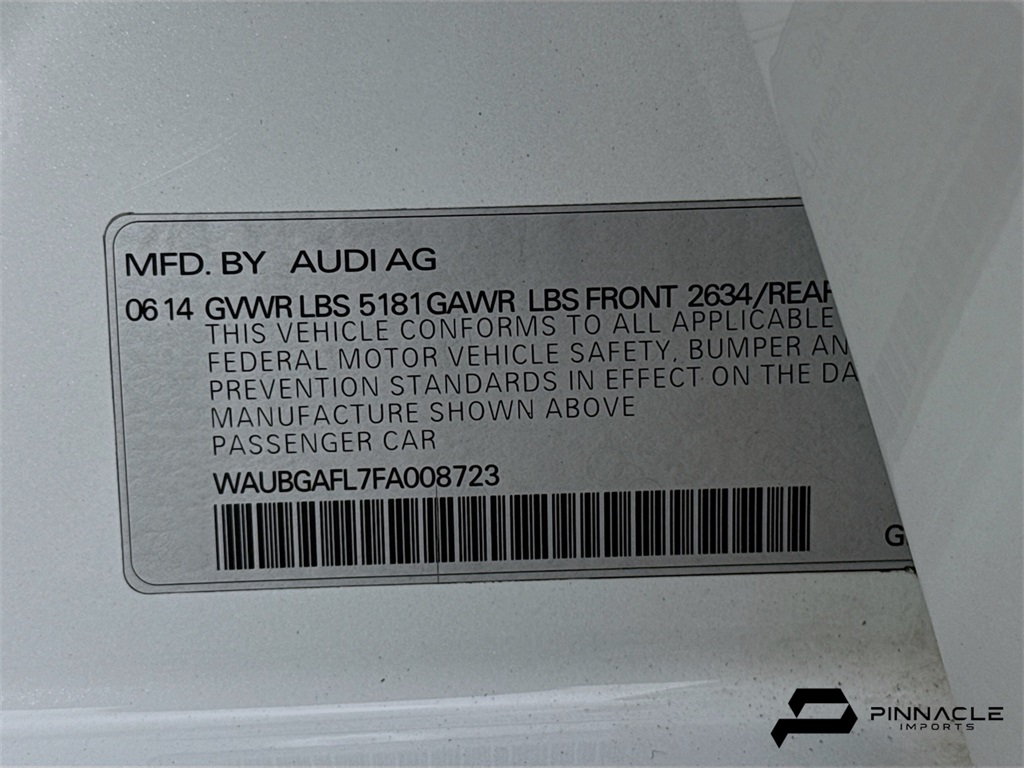 MFD. BY AUDI AG
06 14 GVWR LBS 5181 GAWR LBS FRONT 2634/REAR
THIS VEHICLE CONFORMS TO ALL APPLICABLE
FEDERAL MOTOR VEHICLE SAFETY, BUMPER AN
PREVENTION STANDARDS IN EFFECT ON THE DA
MANUFACTURE SHOWN ABOVE
PASSENGER CAR
WAUBGAFL7FA008723
G
PINNACLE
IMPORTS